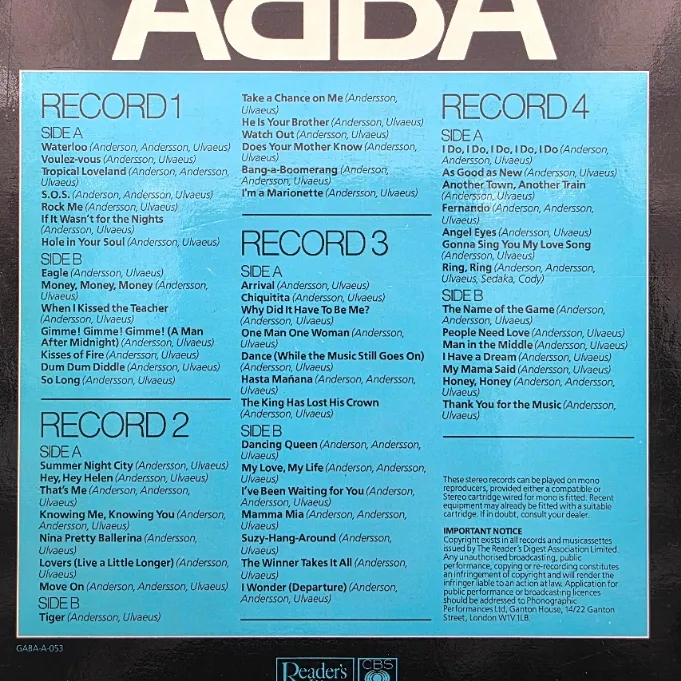 ABBA
RECORD 1
SIDE A
Waterloo (Anderson, Andersson, Ulvaeus)
Voulez-vous (Andersson, Ulvaeus)
Tropical Loveland (Anderson, Andersson,
Ulvaeus)
S.O.S. (Anderson, Andersson, Ulvaeus)
Rock Me (Andersson, Ulvaeus)
If It Wasn't for the Nights
(Andersson, Ulvaeus)
Hole in Your Soul (Andersson, Ulvaeus)
SIDE B
Eagle (Andersson, Ulvaeus)
Money, Money, Money (Andersson,
Ulvaeus)
When I Kissed the Teacher
(Andersson, Ulvaeus)
Gimme! Gimme! Gimme! (A Man
After Midnight) (Andersson, Ulvaeus)
Kisses of Fire (Andersson, Ulvaeus)
Dum Dum Diddle (Andersson, Ulvaeus)
So Long (Andersson, Ulvaeus)
RECORD 2
SIDE A
Summer Night City (Andersson, Ulvaeus)
Hey, Hey Helen (Andersson, Ulvaeus)
That's Me (Anderson, Andersson,
Ulvaeus)
Knowing Me, Knowing You (Anderson,
Andersson, Ulvaeus)
Nina Pretty Ballerina (Andersson,
Ulvaeus)
Lovers (Live a Little Longer) (Andersson,
Ulvaeus)
Move On (Anderson, Andersson, Ulvaeus)
SIDE B
Tiger (Andersson, Ulvaeus)
Take a Chance on Me (Andersson,
Ulvaeus)
He Is Your Brother (Andersson, Ulvaeus)
Watch Out (Andersson, Ulvaeus)
Does Your Mother Know (Andersson,
Ulvaeus)
Bang-a-Boomerang (Anderson,
Andersson, Ulvaeus)
I'm a Marionette (Andersson, Ulvaeus)
RECORD 3
SIDE A
Arrival (Andersson, Ulvaeus)
Chiquitita (Andersson, Ulvaeus)
Why Did It Have To Be Me?
(Andersson, Ulvaeus)
One Man One Woman (Andersson,
Ulvaeus)
Dance (While the Music Still Goes On)
(Andersson, Ulvaeus)
Hasta Mañana (Anderson, Andersson,
Ulvaeus)
The King Has Lost His Crown
(Andersson, Ulvaeus)
SIDE B
Dancing Queen (Anderson, Andersson,
Ulvaeus)
My Love, My Life (Anderson, Andersson,
Ulvaeus)
I've Been Waiting for You (Anderson,
Andersson, Ulvaeus)
Mamma Mia (Anderson, Andersson,
Ulvaeus)
Suzy-Hang-Around (Andersson,
Ulvaeus)
The Winner Takes It All (Andersson,
Ulvaeus)
I Wonder (Departure) (Anderson,
Andersson, Ulvaeus)
RECORD 4
SIDE A
I Do, I Do, I Do, I Do, I Do (Anderson,
Andersson, Ulvaeus)
As Good as New (Andersson, Ulvaeus)
Another Town, Another Train
(Andersson, Ulvaeus)
Fernando (Anderson, Andersson,
Ulvaeus)
Angel Eyes (Andersson, Ulvaeus)
Gonna Sing You My Love Song
(Andersson, Ulvaeus)
Ring, Ring (Anderson, Andersson,
Ulvaeus, Sedaka, Cody)
SIDE B
The Name of the Game (Anderson,
Andersson, Ulvaeus)
People Need Love (Andersson, Ulvaeus)
Man in the Middle (Andersson, Ulvaeus)
I Have a Dream (Andersson, Ulvaeus)
My Mama Said (Andersson, Ulvaeus)
Honey, Honey (Anderson, Andersson,
Ulvaeus)
Thank You for the Music (Andersson,
Ulvaeus)
These stereo records can be played on mono
reproducers, provided either a compatible or
Stereo cartridge wired for mono is fitted. Recent
equipment may already be fitted with a suitable
cartridge. If in doubt, consult your dealer.
IMPORTANT NOTICE
Copyright exists in all records and musicassettes
issued by The Reader's Digest Association Limited.
Any unauthorised broadcasting, public
performance, copying or re-recording constitutes
an infringement of copyright and will render the
infringer liable to an action at law. Application for
public performance or broadcasting licences
should be addressed to Phonographic
Performances Ltd, Ganton House, 14/22 Ganton
Street, London W1V 1LB.
GABA-A-053
Reader's
CBS